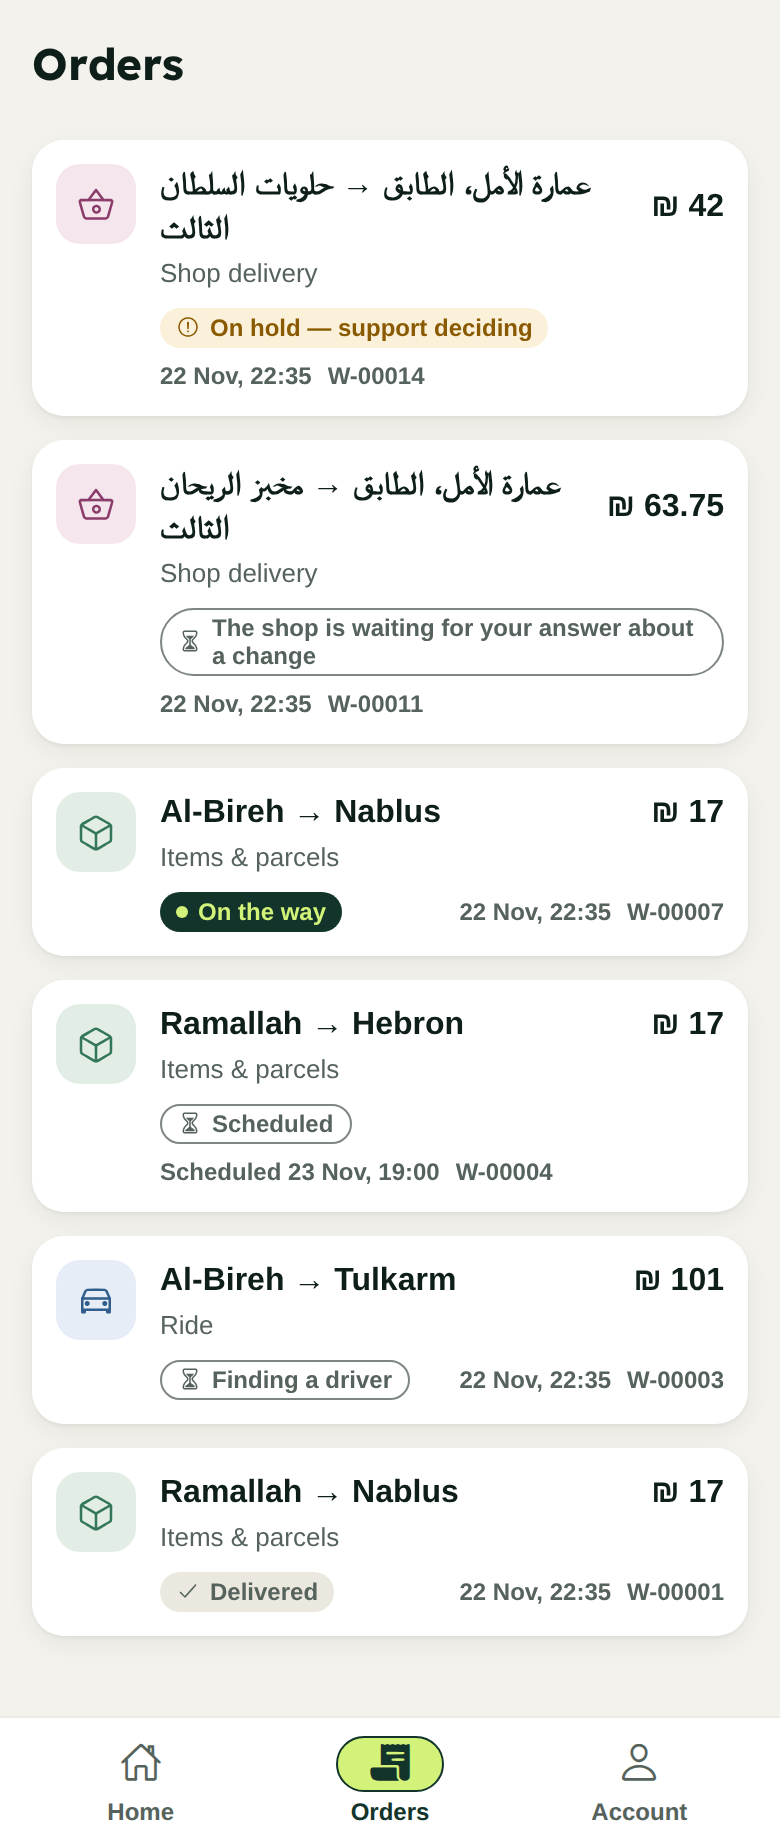 Orders
حلويات السلطان → عمارة الأمل، الطابق
الثالث
₪ 42
Shop delivery
On hold — support deciding
22 Nov, 22:35 W-00014
مخبز الريحان → عمارة الأمل، الطابق
الثالث
₪ 63.75
Shop delivery
The shop is waiting for your answer about
a change
22 Nov, 22:35 W-00011
Al-Bireh → Nablus
₪ 17
Items & parcels
On the way
22 Nov, 22:35 W-00007
Ramallah → Hebron
₪ 17
Items & parcels
Scheduled
Scheduled 23 Nov, 19:00 W-00004
Al-Bireh → Tulkarm
₪ 101
Ride
Finding a driver
22 Nov, 22:35 W-00003
Ramallah → Nablus
₪ 17
Items & parcels
Delivered
22 Nov, 22:35 W-00001
Home
Orders
Account